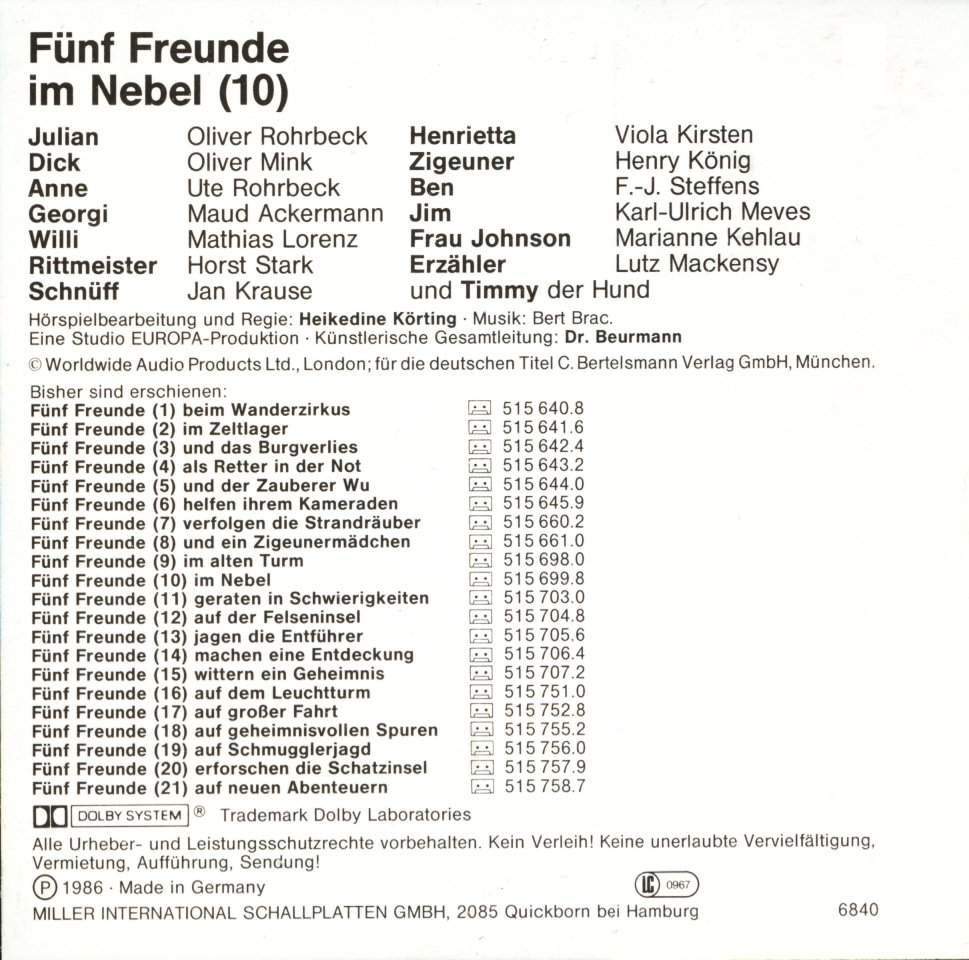 Fünf Freunde
im Nebel (10)
Julian Oliver Rohrbeck Henrietta Viola Kirsten
Dick Oliver Mink Zigeuner Henry König
Anne Ute Rohrbeck Ben F.-J. Steffens
Georgi Maud Ackermann Jim Karl-Ulrich Meves
Willi Mathias Lorenz Frau Johnson Marianne Kehlau
Rittmeister Horst Stark Erzähler Lutz Mackensy
Schnüff Jan Krause und Timmy der Hund
Hörspielbearbeitung und Regie: Heikedine Körting · Musik: Bert Brac.
Eine Studio EUROPA-Produktion · Künstlerische Gesamtleitung: Dr. Beurmann
© Worldwide Audio Products Ltd., London; für die deutschen Titel C. Bertelsmann Verlag GmbH, München.
Bisher sind erschienen:
Fünf Freunde (1) beim Wanderzirkus 515 640.8
Fünf Freunde (2) im Zeltlager 515 641.6
Fünf Freunde (3) und das Burgverlies 515 642.4
Fünf Freunde (4) als Retter in der Not 515 643.2
Fünf Freunde (5) und der Zauberer Wu 515 644.0
Fünf Freunde (6) helfen ihrem Kameraden 515 645.9
Fünf Freunde (7) verfolgen die Strandräuber 515 660.2
Fünf Freunde (8) und ein Zigeunermädchen 515 661.0
Fünf Freunde (9) im alten Turm 515 698.0
Fünf Freunde (10) im Nebel 515 699.8
Fünf Freunde (11) geraten in Schwierigkeiten 515 703.0
Fünf Freunde (12) auf der Felseninsel 515 704.8
Fünf Freunde (13) jagen die Entführer 515 705.6
Fünf Freunde (14) machen eine Entdeckung 515 706.4
Fünf Freunde (15) wittern ein Geheimnis 515 707.2
Fünf Freunde (16) auf dem Leuchtturm 515 751.0
Fünf Freunde (17) auf großer Fahrt 515 752.8
Fünf Freunde (18) auf geheimnisvollen Spuren 515 755.2
Fünf Freunde (19) auf Schmugglerjagd 515 756.0
Fünf Freunde (20) erforschen die Schatzinsel 515 757.9
Fünf Freunde (21) auf neuen Abenteuern 515 758.7
DOLBY SYSTEM ® Trademark Dolby Laboratories
Alle Urheber- und Leistungsschutzrechte vorbehalten. Kein Verleih! Keine unerlaubte Vervielfältigung,
Vermietung, Aufführung, Sendung!
℗ 1986 · Made in Germany LC 0967
MILLER INTERNATIONAL SCHALLPLATTEN GMBH, 2085 Quickborn bei Hamburg 6840